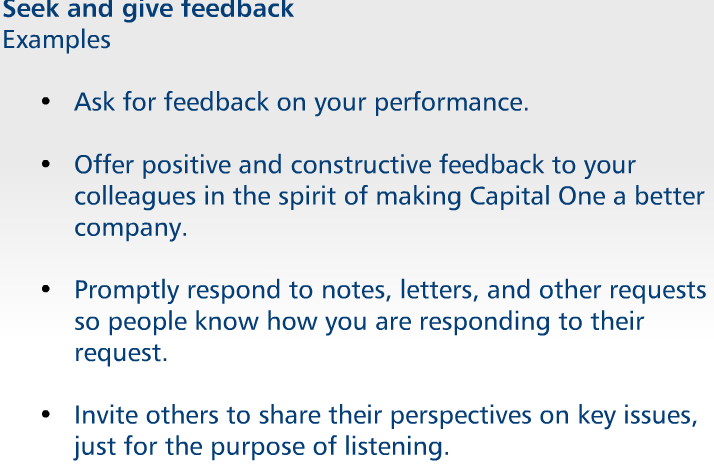 Seek and give feedback
Examples
• Ask for feedback on your performance.
• Offer positive and constructive feedback to your
colleagues in the spirit of making Capital One a better
company.
• Promptly respond to notes, letters, and other requests
so people know how you are responding to their
request.
• Invite others to share their perspectives on key issues,
just for the purpose of listening.